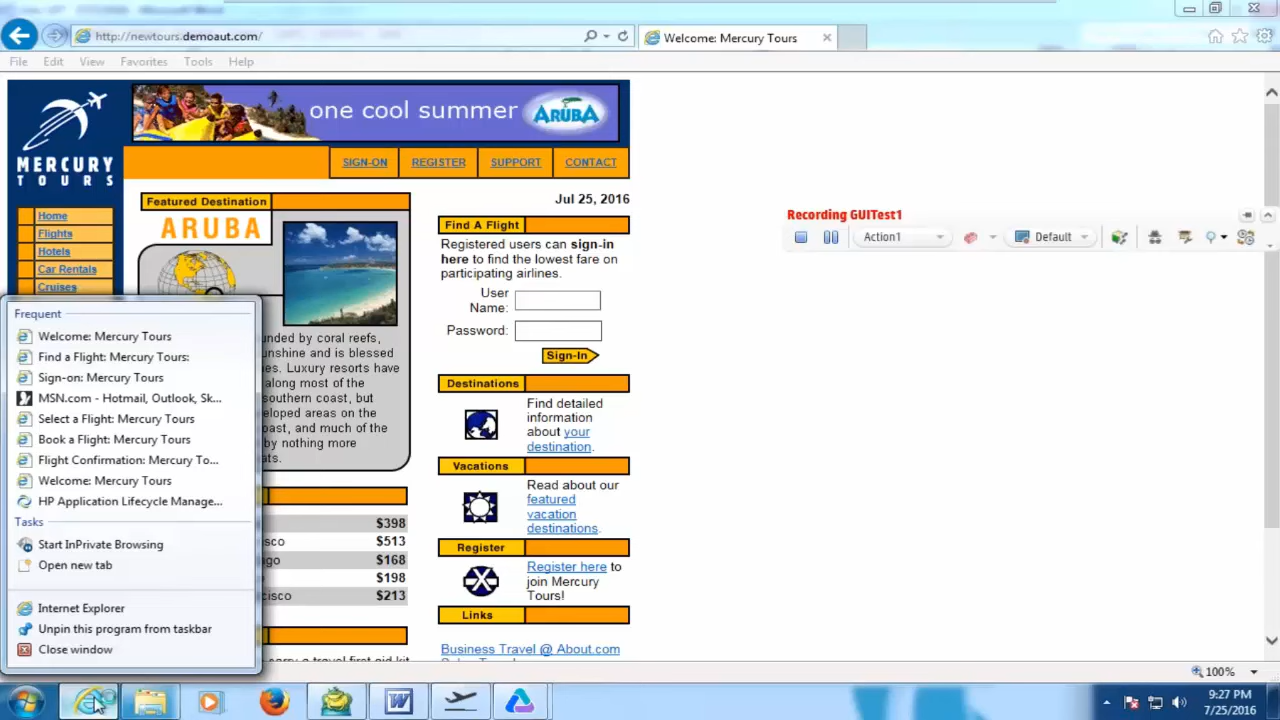 http://newtours.demoaut.com/
Welcome: Mercury Tours
File Edit View Favorites Tools Help
MERCURY
TOURS
one cool summer
ARUBA
SIGN-ON REGISTER SUPPORT CONTACT
Home
Flights
Hotels
Car Rentals
Cruises
Featured Destination
ARUBA
unded by coral reefs,
unshine and is blessed
es. Luxury resorts have
along most of the
southern coast, but
eloped areas on the
oast, and much of the
by nothing more
ats.
$398
isco $513
ngo $168
o $198
cisco $213
Jul 25, 2016
Find A Flight
Registered users can sign-in
here to find the lowest fare on
participating airlines.
User
Name:
Password:
Sign-In
Destinations
Find detailed
information
about your
destination.
Vacations
Read about our
featured
vacation
destinations.
Register
Register here to
join Mercury
Tours!
Links
Business Travel @ About.com
Recording GUITest1
Action1
Default
Frequent
Welcome: Mercury Tours
Find a Flight: Mercury Tours:
Sign-on: Mercury Tours
MSN.com - Hotmail, Outlook, Sk...
Select a Flight: Mercury Tours
Book a Flight: Mercury Tours
Flight Confirmation: Mercury To...
Welcome: Mercury Tours
HP Application Lifecycle Manage...
Tasks
Start InPrivate Browsing
Open new tab
Internet Explorer
Unpin this program from taskbar
Close window
100%
9:27 PM
7/25/2016